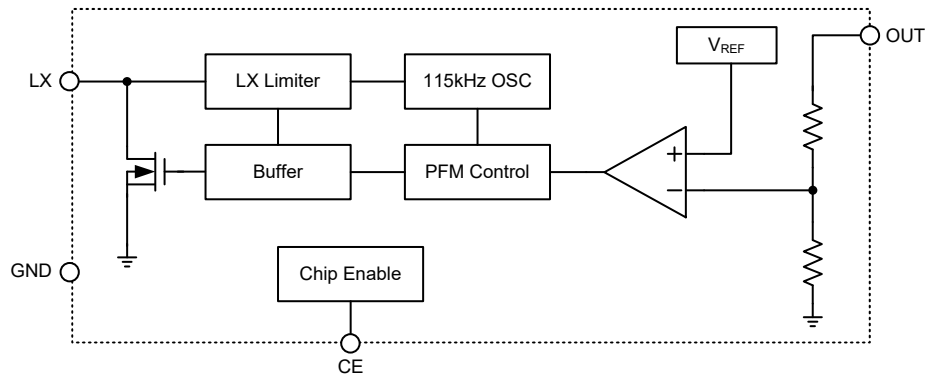 OUT
VREF
LX
LX Limiter
115kHz OSC
+
Buffer
PFM Control
−
GND
Chip Enable
CE